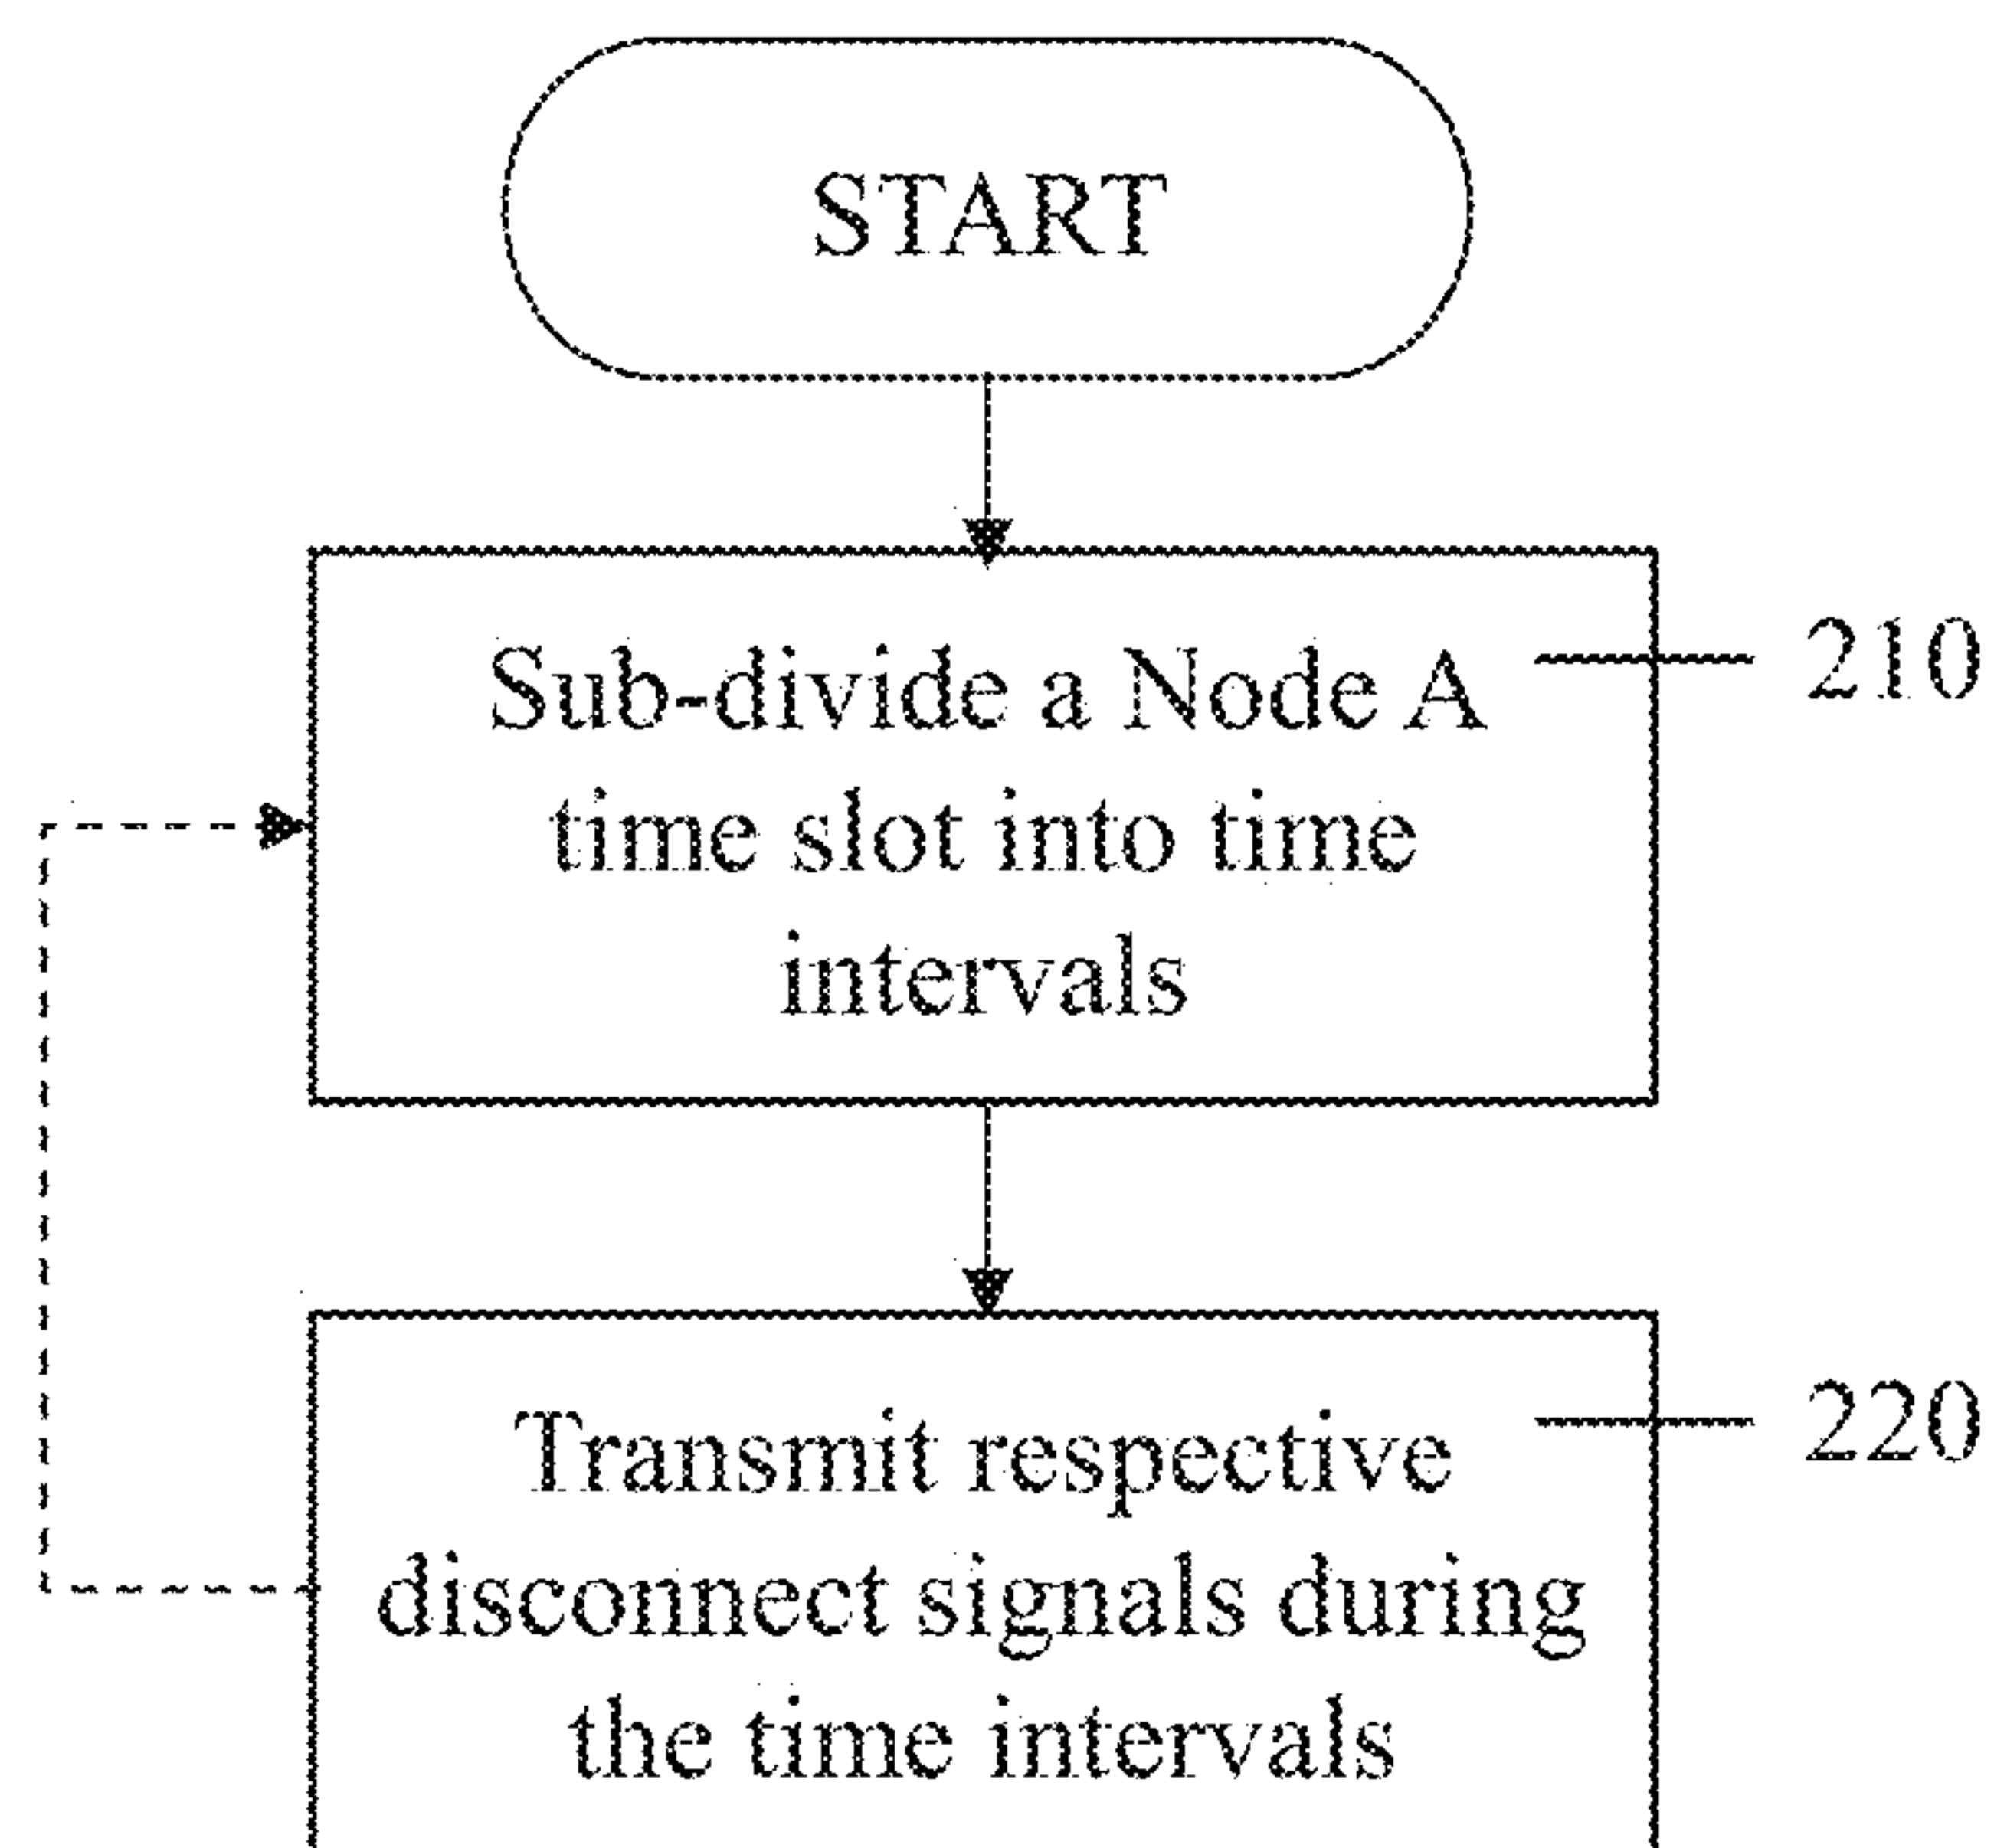 START
Sub-divide a Node A
time slot into time
intervals
210
Transmit respective
disconnect signals during
the time intervals
220